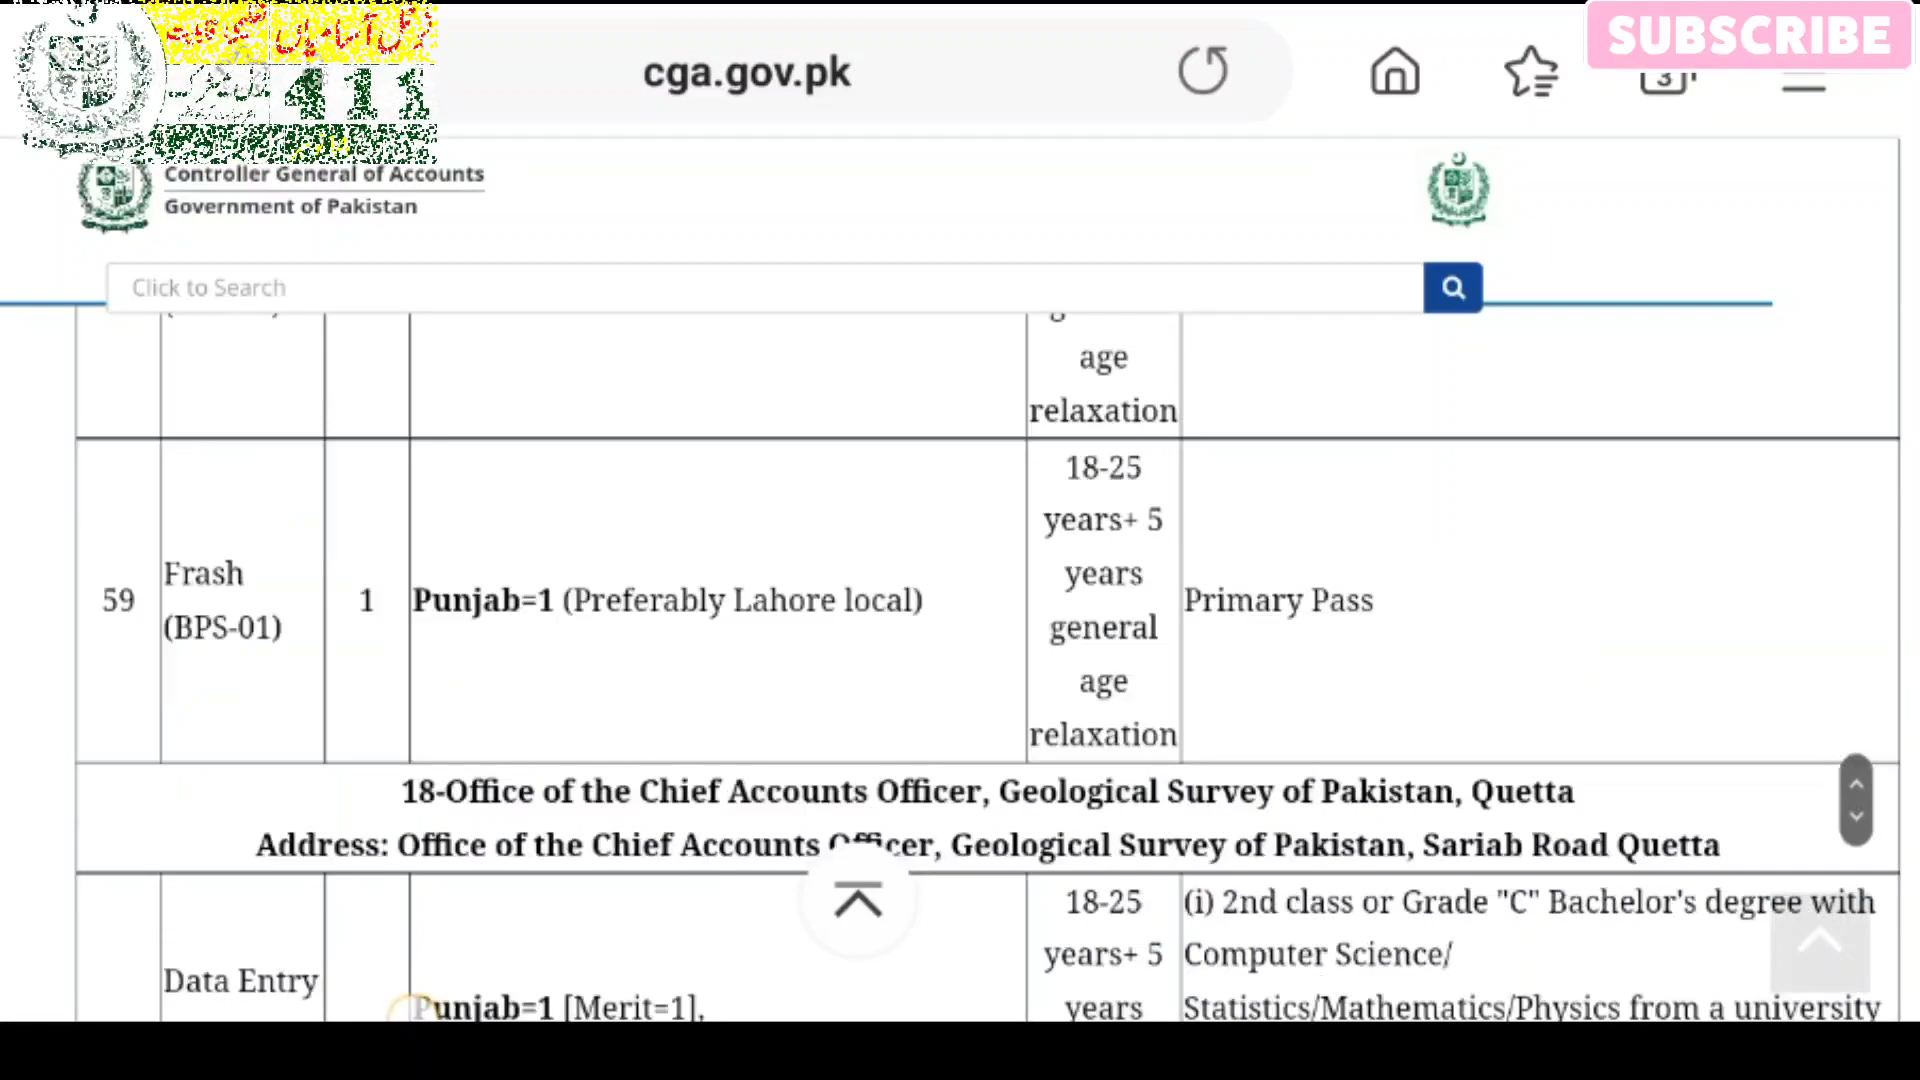 SUBSCRIBE
cga.gov.pk
411
3
Controller General of Accounts
Government of Pakistan
Click to Search
age
relaxation
59
Frash
(BPS-01)
1
Punjab=1 (Preferably Lahore local)
18-25
years+ 5
years
general
age
relaxation
Primary Pass
18-Office of the Chief Accounts Officer, Geological Survey of Pakistan, Quetta
Address: Office of the Chief Accounts Officer, Geological Survey of Pakistan, Sariab Road Quetta
Data Entry
Punjab=1 [Merit=1],
18-25
years+ 5
years
(i) 2nd class or Grade "C" Bachelor's degree with
Computer Science/
Statistics/Mathematics/Physics from a university